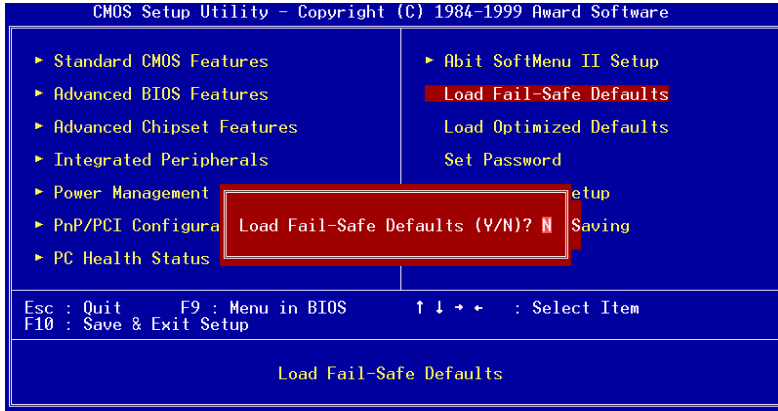 CMOS Setup Utility - Copyright (C) 1984-1999 Award Software
► Standard CMOS Features
► Advanced BIOS Features
► Advanced Chipset Features
► Integrated Peripherals
► Power Management
► PnP/PCI Configura
► PC Health Status
► Abit SoftMenu II Setup
Load Fail-Safe Defaults
Load Optimized Defaults
Set Password
etup
Saving
Load Fail-Safe Defaults (Y/N)? N
Esc : Quit F9 : Menu in BIOS ↑ ↓ → ← : Select Item
F10 : Save & Exit Setup
Load Fail-Safe Defaults